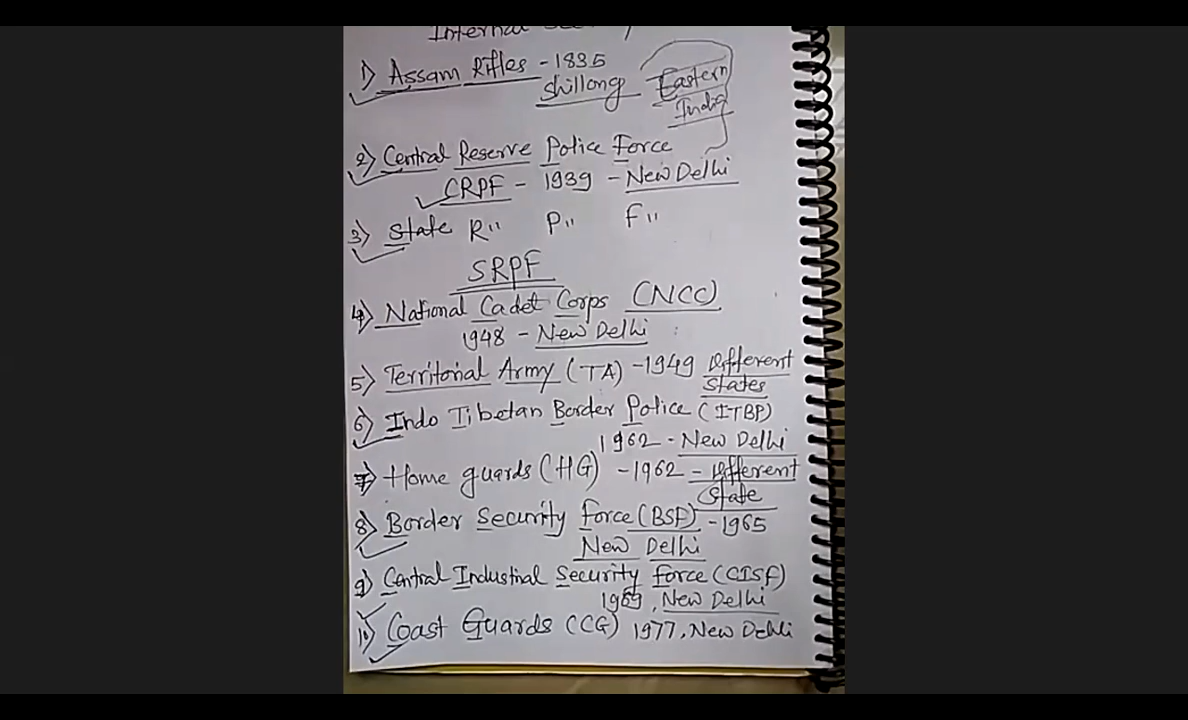 Internal
1) Assam Rifles - 1835
Shillong
Eastern
India
2) Central Reserve Police Force
CRPF - 1939 - New Delhi
3) State R" P" F"
SRPF
4) National Cadet Corps (NCC)
1948 - New Delhi
5) Territorial Army (TA) - 1949 Different
States
6) Indo Tibetan Border Police (ITBP)
1962 - New Delhi
7) Home guards (HG) - 1962 - Different
State
8) Border Security Force (BSF) - 1965
New Delhi
9) Central Industrial Security Force (CISF)
1969, New Delhi
10) Coast Guards (CG) 1977, New Delhi